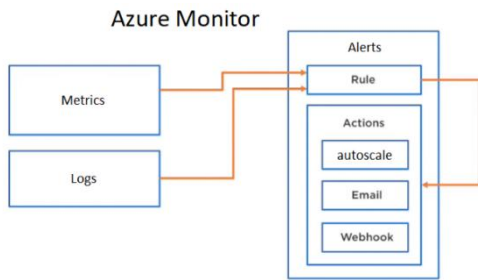 Azure Monitor
Metrics
Logs
Alerts
Rule
Actions
autoscale
Email
Webhook